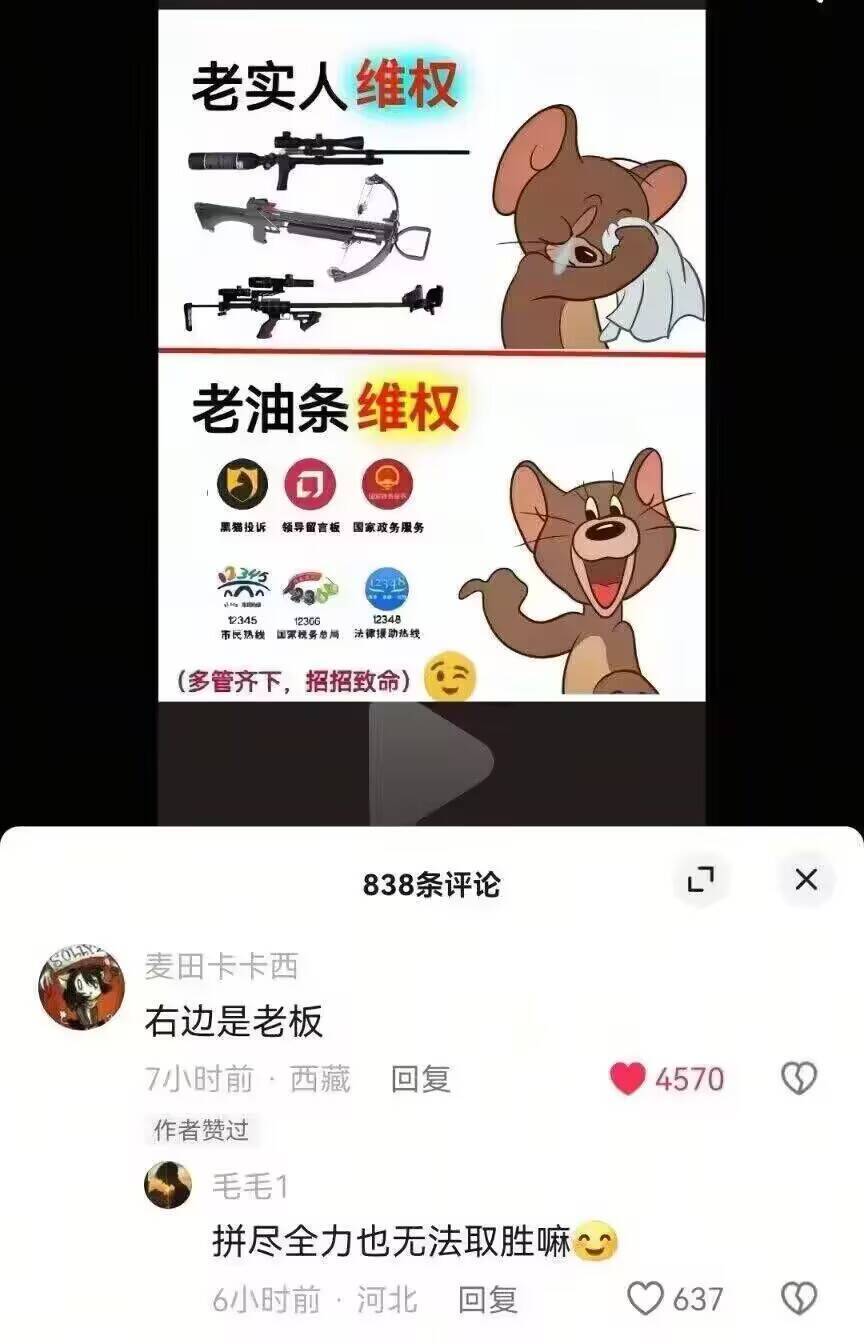 老实人维权
老油条维权
黑猫投诉 领导留言板 国家政务服务
12345 12366 12348
12345 12366 12348
市民热线 国家税务总局 法律援助热线
(多管齐下，招招致命)
838条评论
麦田卡卡西
右边是老板
7小时前 · 西藏 回复 4570
作者赞过
毛毛1
拼尽全力也无法取胜嘛😊
6小时前 · 河北 回复 637